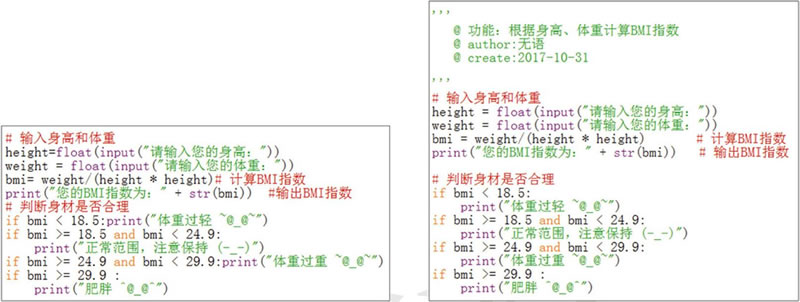 # 输入身高和体重
height=float(input("请输入您的身高："))
weight = float(input("请输入您的体重："))
bmi= weight/(height * height)# 计算BMI指数
print("您的BMI指数为：" + str(bmi))  #输出BMI指数
# 判断身材是否合理
if bmi < 18.5:print("体重过轻 ~@_@~")
if bmi >= 18.5 and bmi < 24.9:
    print("正常范围，注意保持 (-_-)")
if bmi >= 24.9 and bmi < 29.9:print("体重过重 ~@_@~")
if bmi >= 29.9 :
    print("肥胖 ^@_@^")
'''
    @ 功能：根据身高、体重计算BMI指数
    @ author:无语
    @ create:2017-10-31
'''
# 输入身高和体重
height = float(input("请输入您的身高："))
weight = float(input("请输入您的体重："))
bmi = weight/(height * height)       # 计算BMI指数
print("您的BMI指数为：" + str(bmi))   # 输出BMI指数
# 判断身材是否合理
if bmi < 18.5:
    print("体重过轻 ~@_@~")
if bmi >= 18.5 and bmi < 24.9:
    print("正常范围，注意保持 (-_-)")
if bmi >= 24.9 and bmi < 29.9:
    print("体重过重 ~@_@~")
if bmi >= 29.9 :
    print("肥胖 ^@_@^")